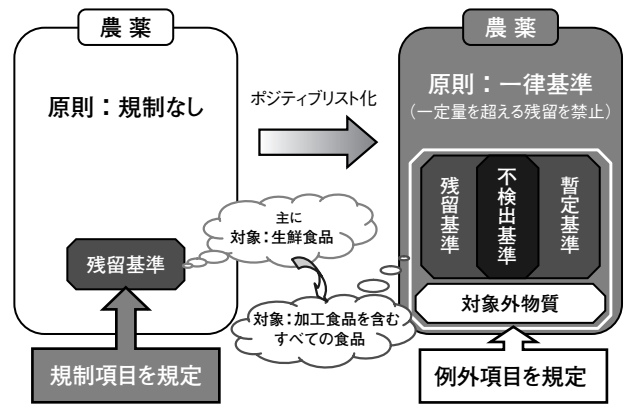 農 薬
原則：規制なし
残留基準
規制項目を規定
ポジティブリスト化
主に
対象：生鮮食品
対象：加工食品を含む
すべての食品
農 薬
原則：一律基準
（一定量を超える残留を禁止）
残留基準
不検出基準
暫定基準
対象外物質
例外項目を規定